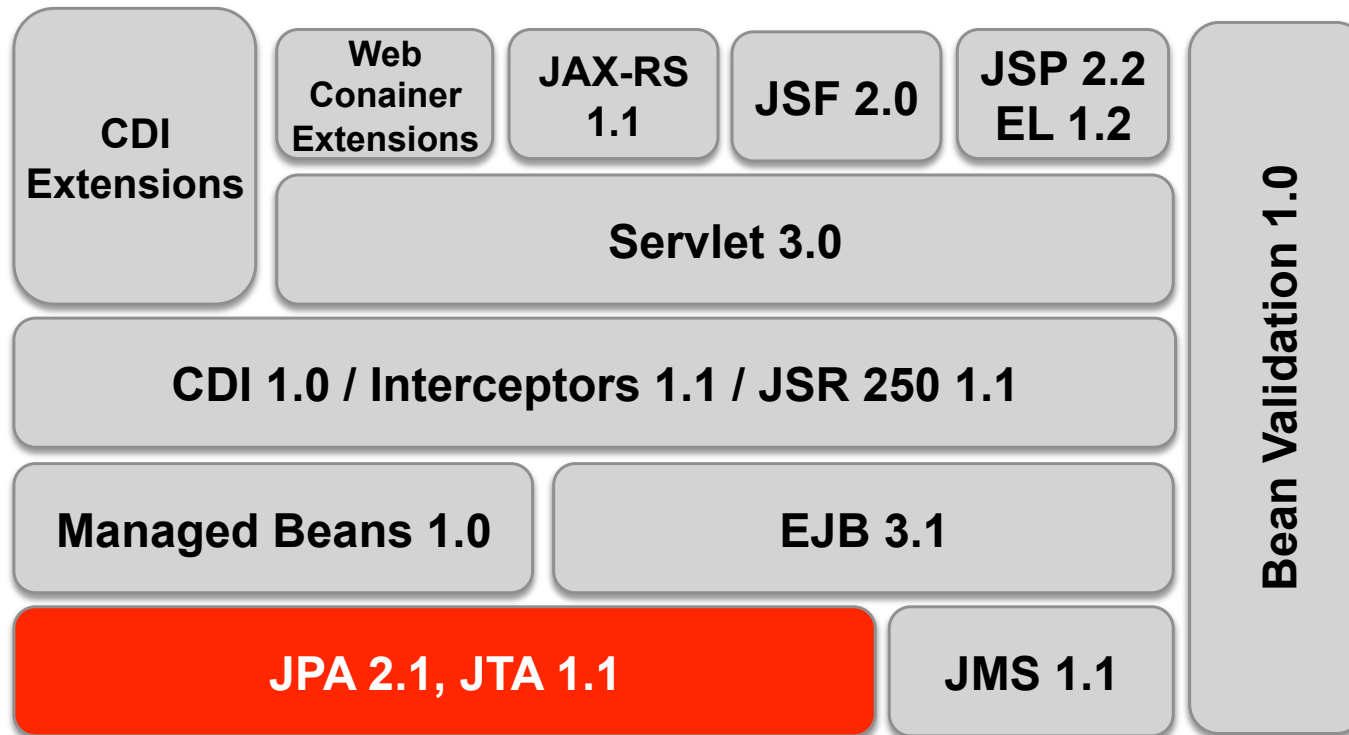 CDI
Extensions
Web
Conainer
Extensions
JAX-RS
1.1
JSF 2.0
JSP 2.2
EL 1.2
Servlet 3.0
CDI 1.0 / Interceptors 1.1 / JSR 250 1.1
Managed Beans 1.0
EJB 3.1
JPA 2.1, JTA 1.1
JMS 1.1
Bean Validation 1.0